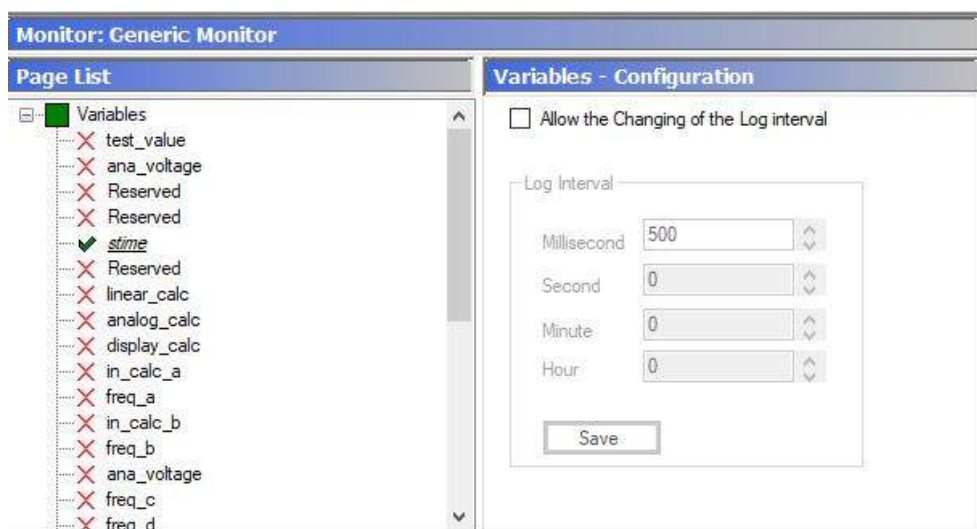 Monitor: Generic Monitor
Page List
Variables
test_value
ana_voltage
Reserved
Reserved
stime
Reserved
linear_calc
analog_calc
display_calc
in_calc_a
freq_a
in_calc_b
freq_b
ana_voltage
freq_c
freq_d
Variables - Configuration
Allow the Changing of the Log interval
Log Interval
Millisecond 500
Second 0
Minute 0
Hour 0
Save